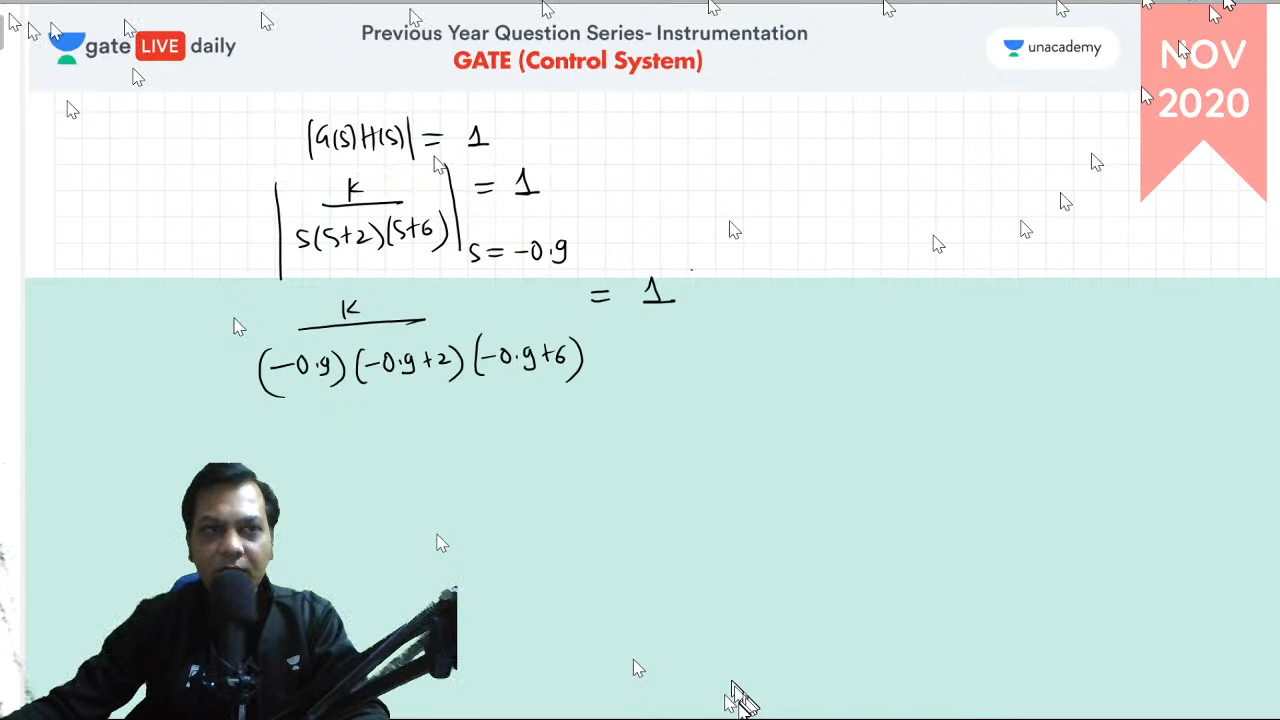 gate LIVE daily
Previous Year Question Series- Instrumentation
GATE (Control System)
unacademy
NOV
2020
|G(s)H(s)| = 1
K
s(s+2)(s+6)
= 1
s = -0.9
K
= 1
(-0.9)(-0.9+2)(-0.9+6)